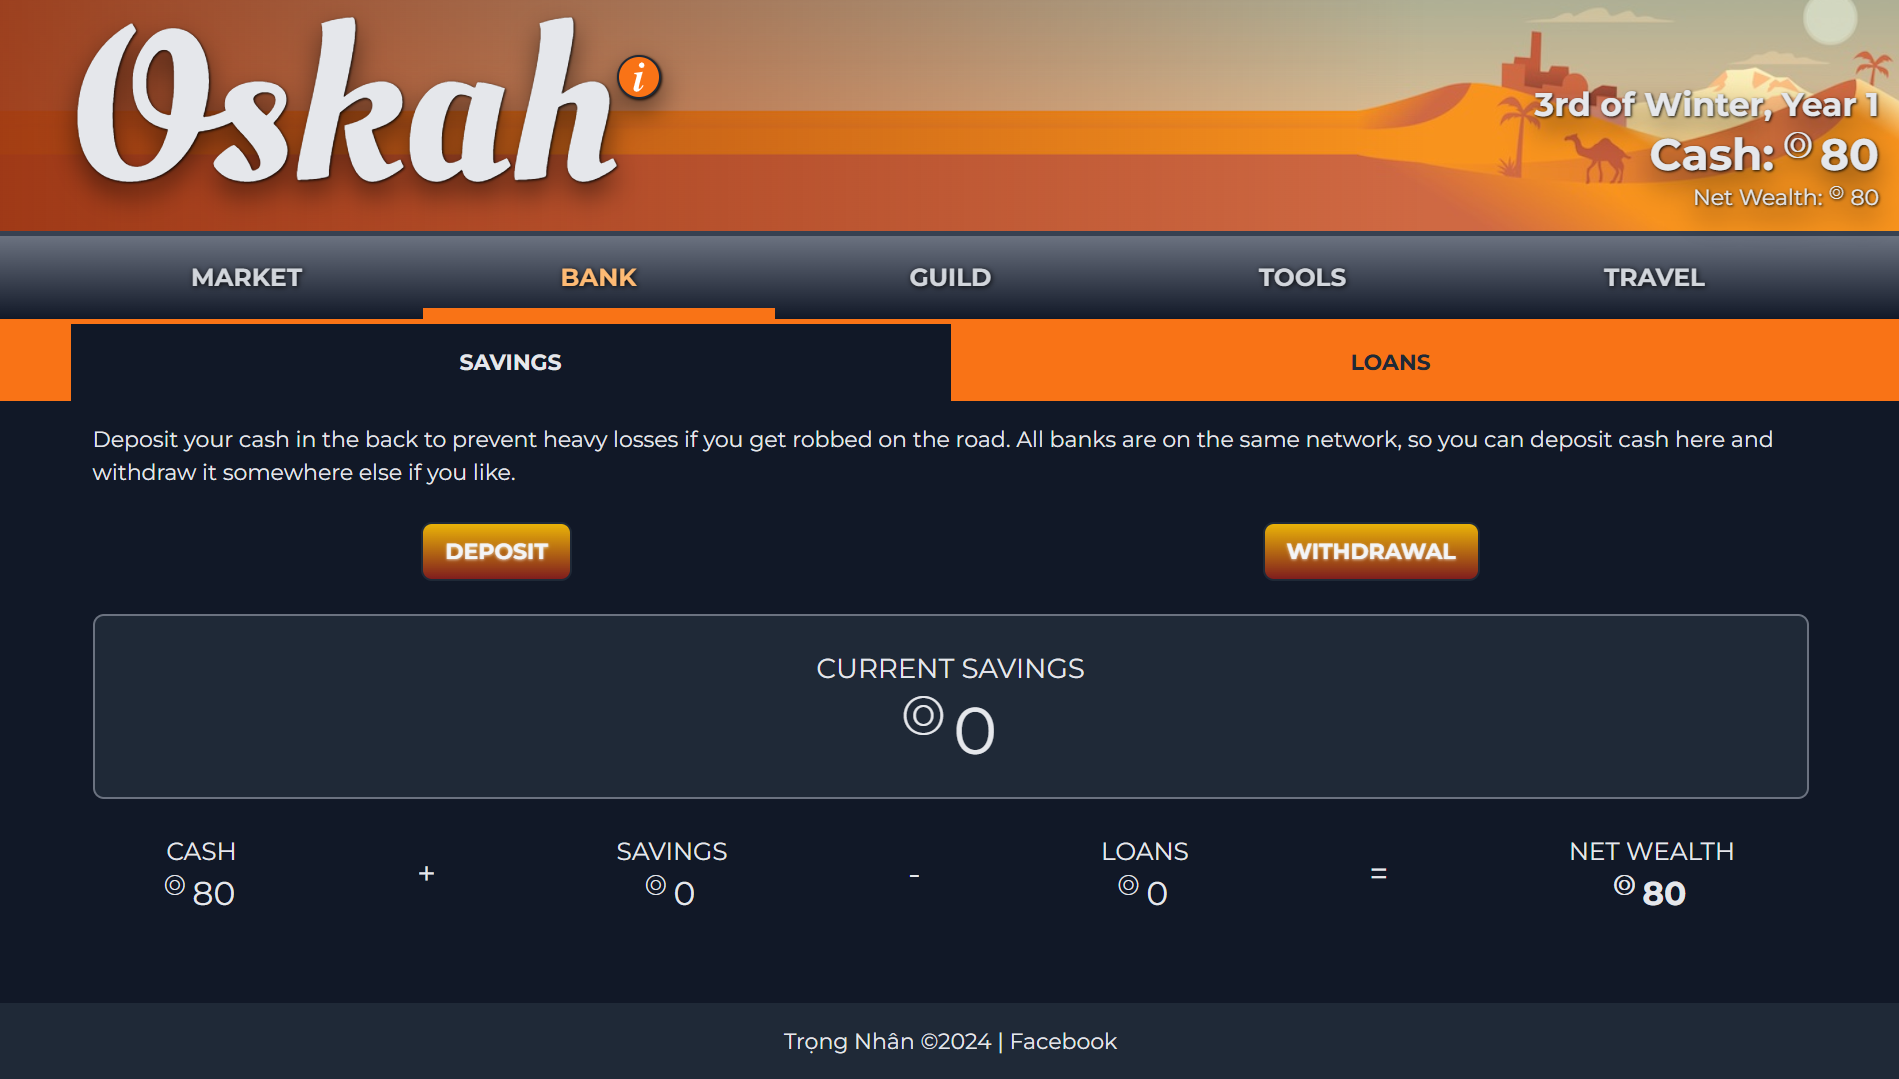 Oskah
i
3rd of Winter, Year 1
Cash: ⌾ 80
Net Wealth: ⌾ 80
MARKET
BANK
GUILD
TOOLS
TRAVEL
SAVINGS
LOANS
Deposit your cash in the back to prevent heavy losses if you get robbed on the road. All banks are on the same network, so you can deposit cash here and
withdraw it somewhere else if you like.
DEPOSIT
WITHDRAWAL
CURRENT SAVINGS
⌾ 0
CASH
⌾ 80
+
SAVINGS
⌾ 0
-
LOANS
⌾ 0
=
NET WEALTH
⌾ 80
Trọng Nhân ©2024 | Facebook